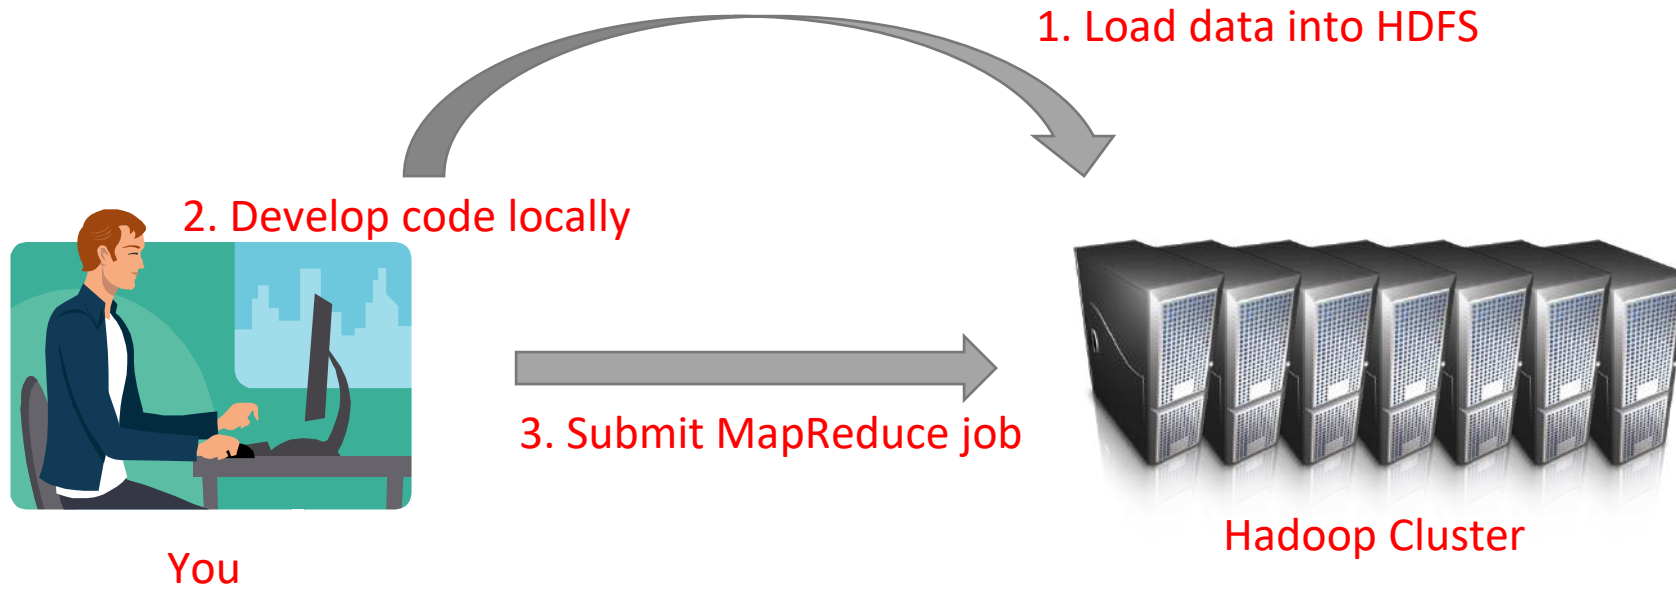 1. Load data into HDFS
2. Develop code locally
3. Submit MapReduce job
Hadoop Cluster
You